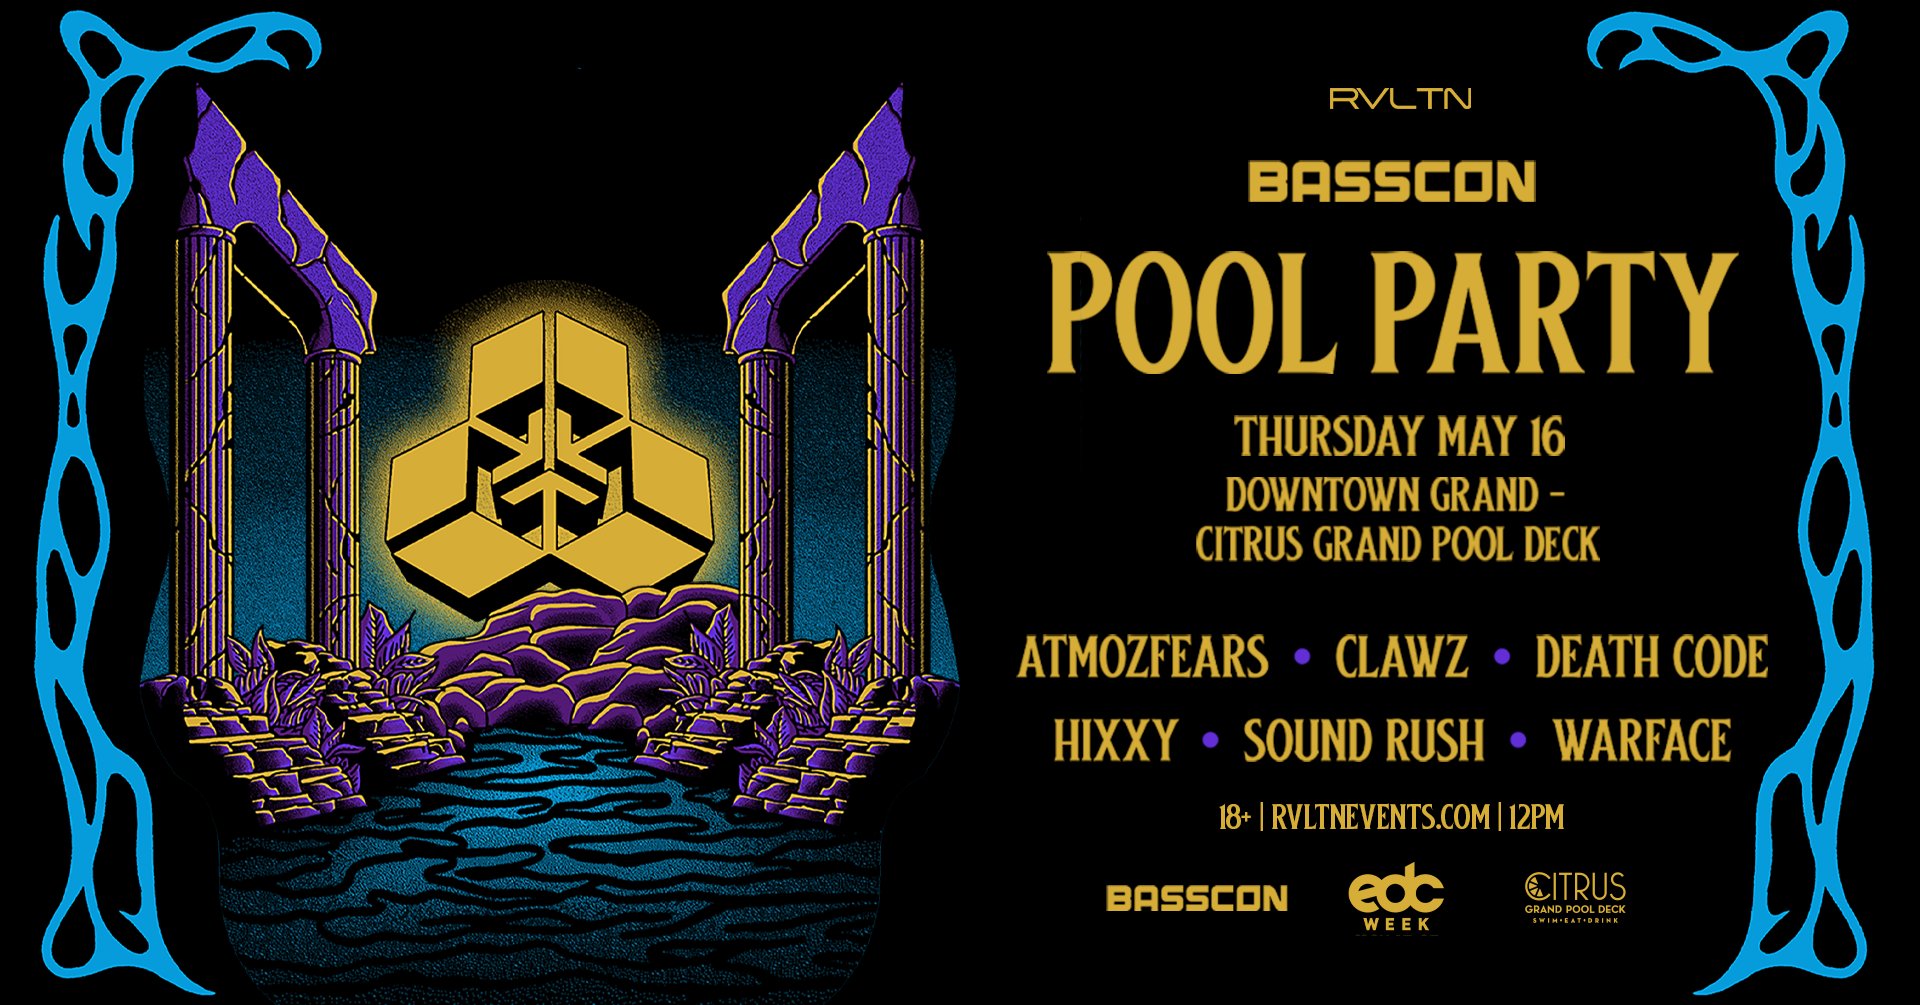 RVLTN
BASSCON
POOL PARTY
THURSDAY MAY 16
DOWNTOWN GRAND -
CITRUS GRAND POOL DECK
ATMOZFEARS • CLAWZ • DEATH CODE
HIXXY • SOUND RUSH • WARFACE
18+ | RVLTNEVENTS.COM | 12PM
BASSCON
edc
WEEK
CITRUS
GRAND POOL DECK
SWIM•EAT•DRINK